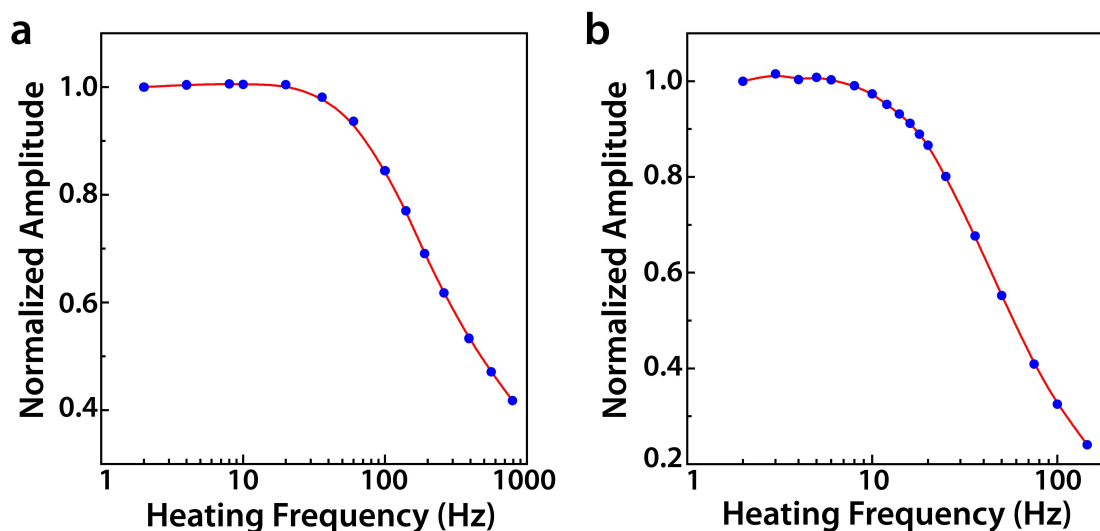 a
Normalized Amplitude
1.0
0.8
0.6
0.4
1 10 100 1000
Heating Frequency (Hz)
b
Normalized Amplitude
1.0
0.8
0.6
0.4
0.2
1 10 100
Heating Frequency (Hz)